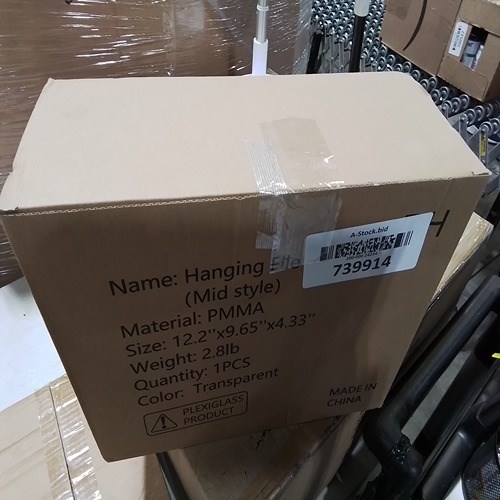 A-Stock.bid
739914
H
Name: Hanging Effe
(Mid style)
Material: PMMA
Size: 12.2''x9.65''x4.33''
Weight: 2.8lb
Quantity: 1PCS
Color: Transparent
PLEXIGLASS
PRODUCT
MADE IN
CHINA